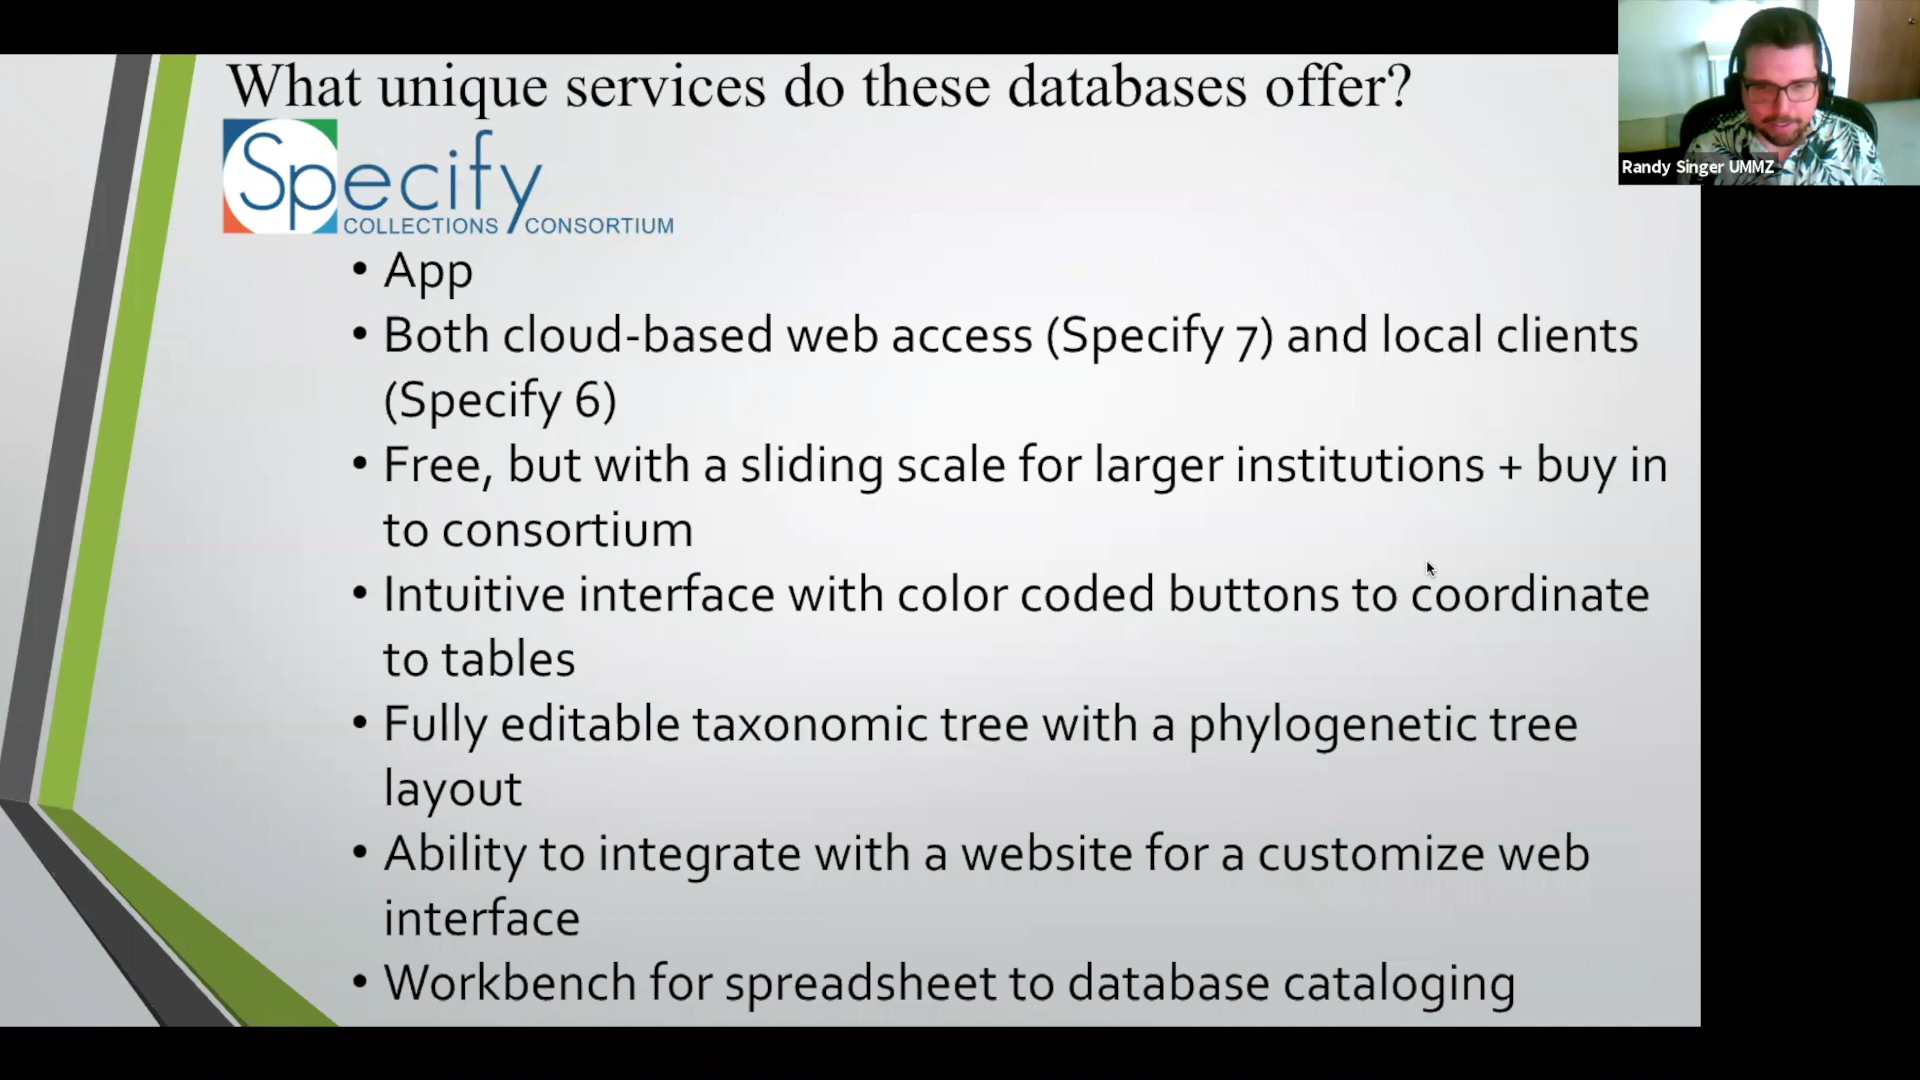 What unique services do these databases offer?
Specify
COLLECTIONS CONSORTIUM
Randy Singer UMMZ
• App
• Both cloud-based web access (Specify 7) and local clients
(Specify 6)
• Free, but with a sliding scale for larger institutions + buy in
to consortium
• Intuitive interface with color coded buttons to coordinate
to tables
• Fully editable taxonomic tree with a phylogenetic tree
layout
• Ability to integrate with a website for a customize web
interface
• Workbench for spreadsheet to database cataloging